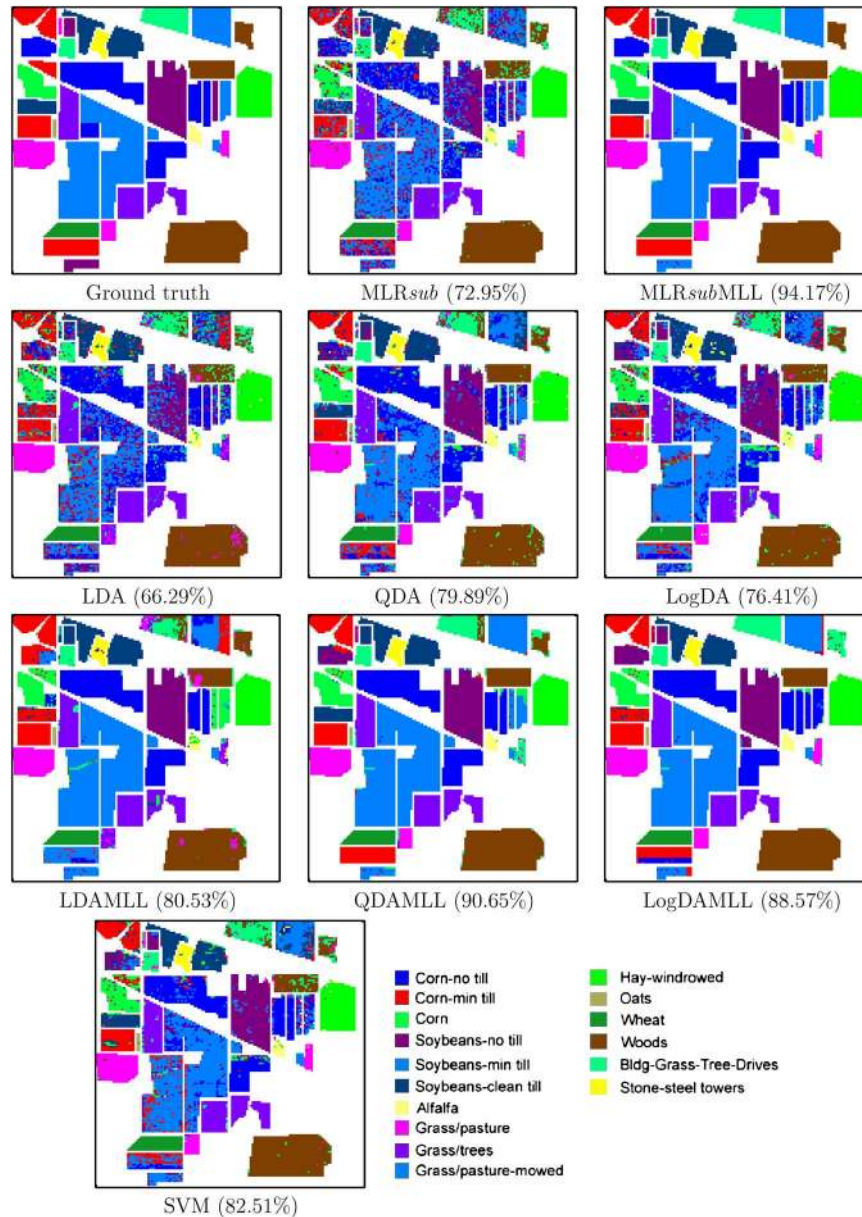 Ground truth
MLRsub (72.95%)
MLRsubMLL (94.17%)
LDA (66.29%)
QDA (79.89%)
LogDA (76.41%)
LDAMLL (80.53%)
QDAMLL (90.65%)
LogDAMLL (88.57%)
SVM (82.51%)
Corn-no till
Corn-min till
Corn
Soybeans-no till
Soybeans-min till
Soybeans-clean till
Alfalfa
Grass/pasture
Grass/trees
Grass/pasture-mowed
Hay-windrowed
Oats
Wheat
Woods
Bldg-Grass-Tree-Drives
Stone-steel towers